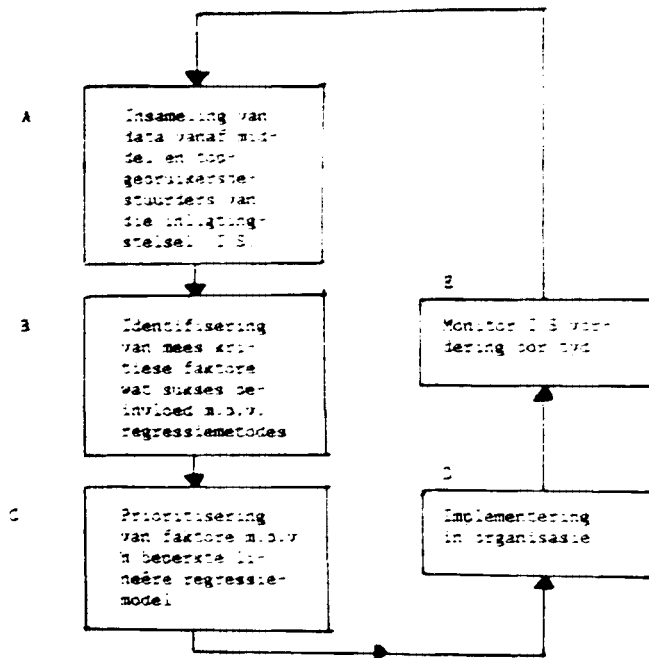 A
Insameling van
data vanaf mid-
del en top-
gebruikersbe-
stuurders van
die inligting-
stelsel I S
B
Identifisering
van mees kri-
tiese faktore
wat sukses be-
invloed m.b.v.
regressiemetodes
C
Prioritisering
van faktore m.b.v
n beperkte li-
neêre regressie-
model
D
Implementering
in organisasie
E
Monitor I S vor-
dering oor tyd